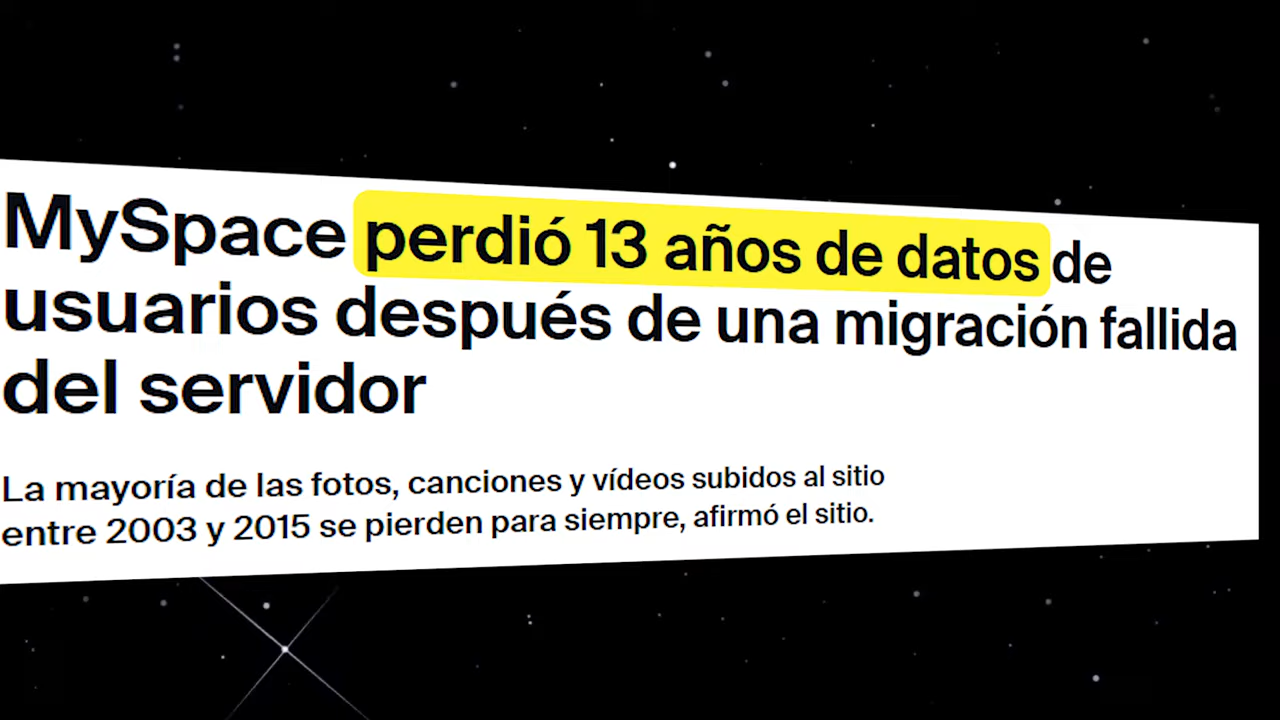 MySpace perdió 13 años de datos de
usuarios después de una migración fallida
del servidor
La mayoría de las fotos, canciones y vídeos subidos al sitio
entre 2003 y 2015 se pierden para siempre, afirmó el sitio.